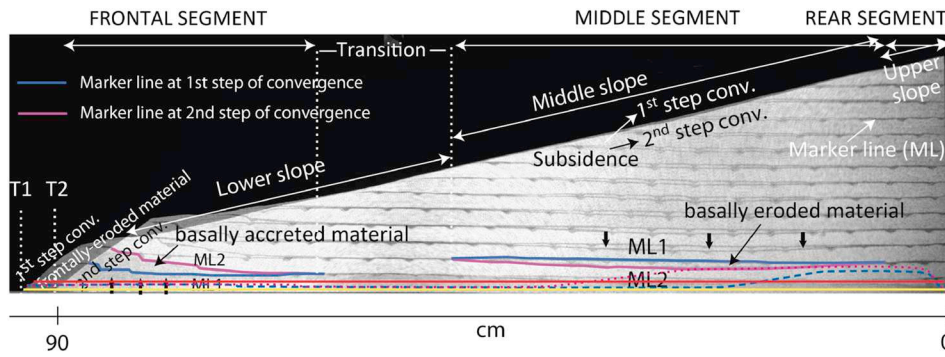 FRONTAL SEGMENT
MIDDLE SEGMENT
REAR SEGMENT
Transition
Marker line at 1st step of convergence
Marker line at 2nd step of convergence
Middle slope
Upper slope
1st step conv.
2nd step conv.
Subsidence
Marker line (ML)
Lower slope
T1
T2
1st step conv.
frontally-eroded material
2nd step conv.
basally accreted material
basally eroded material
ML1
ML2
ML2
cm
90
0